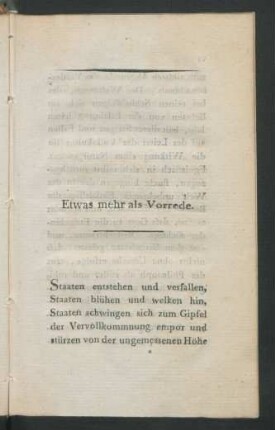 Etwas mehr als Vorrede.
Staaten entstehen und verfallen,
Staaten blühen und welken hin,
Staaten schwingen sich zum Gipfel
der Vervollkommnung empor und
stürzen von der ungemessenen Höhe